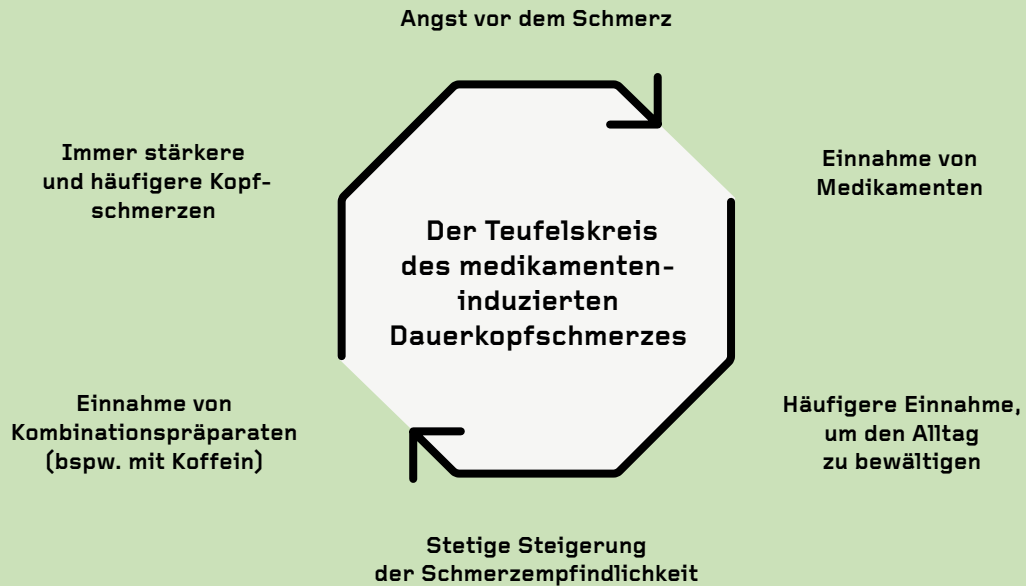 Angst vor dem Schmerz
Einnahme von
Medikamenten
Häufigere Einnahme,
um den Alltag
zu bewältigen
Stetige Steigerung
der Schmerzempfindlichkeit
Einnahme von
Kombinationspräparaten
(bspw. mit Koffein)
Immer stärkere
und häufigere Kopf-
schmerzen
Der Teufelskreis
des medikamenten-
induzierten
Dauerkopfschmerzes